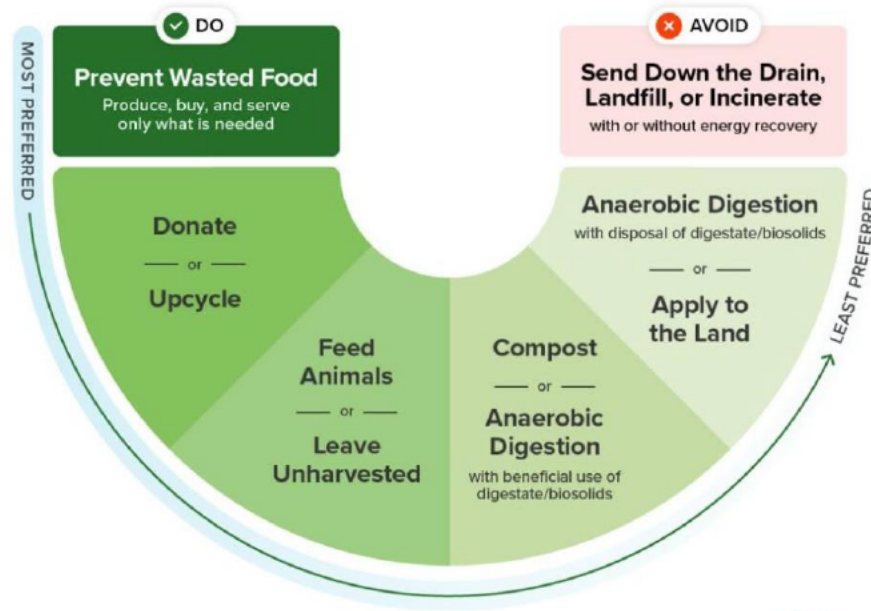 DO
Prevent Wasted Food
Produce, buy, and serve
only what is needed
MOST PREFERRED
Donate
or
Upcycle
Feed
Animals
or
Leave
Unharvested
Compost
or
Anaerobic
Digestion
with beneficial use of
digestate/biosolids
Anaerobic Digestion
with disposal of digestate/biosolids
or
Apply to
the Land
LEAST PREFERRED
AVOID
Send Down the Drain,
Landfill, or Incinerate
with or without energy recovery